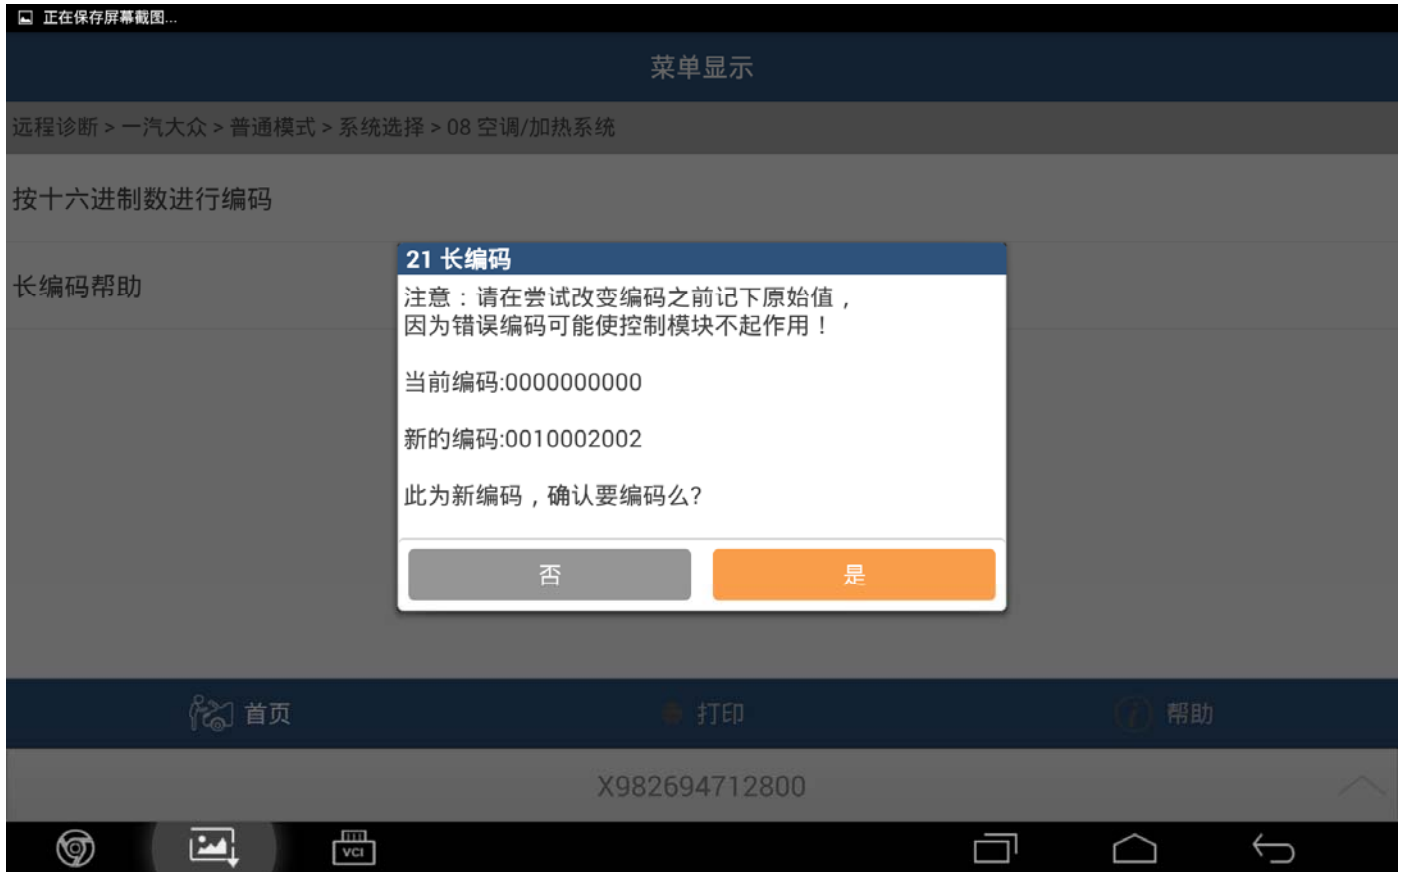 正在保存屏幕截图...
菜单显示
远程诊断 > 一汽大众 > 普通模式 > 系统选择 > 08 空调/加热系统
按十六进制数进行编码
长编码帮助
21 长编码
注意：请在尝试改变编码之前记下原始值，
因为错误编码可能使控制模块不起作用！
当前编码:0000000000
新的编码:0010002002
此为新编码，确认要编码么?
否 是
首页 打印 帮助
X982694712800
VCI